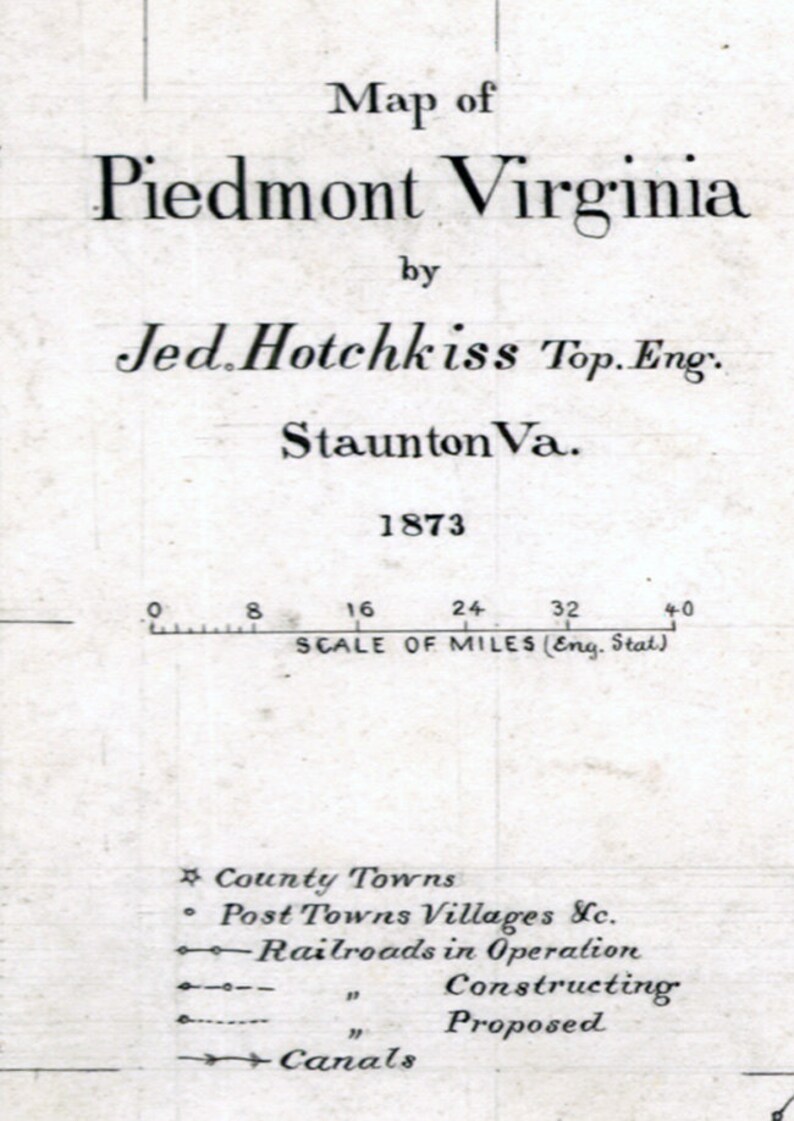 Map of
Piedmont Virginia
by
Jed. Hotchkiss Top. Eng.
Staunton Va.
1873
0 8 16 24 32 40
SCALE OF MILES (Eng. Stat)
County Towns
Post Towns Villages &c.
Railroads in Operation
„ Constructing
„ Proposed
Canals